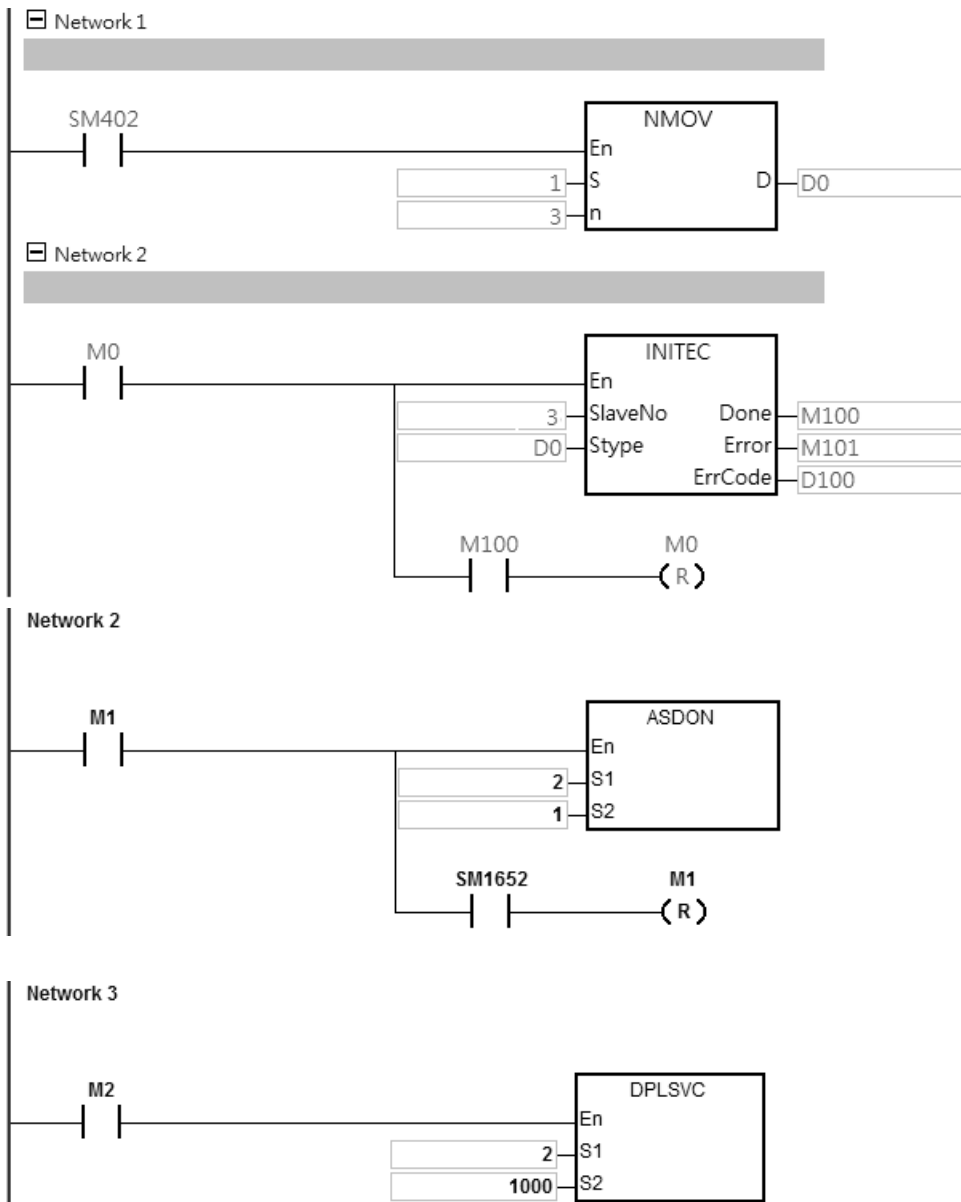 Network 1
SM402
NMOV
En
1 S D D0
3 n
Network 2
M0
INITEC
En
3 SlaveNo Done M100
D0 Stype Error M101
ErrCode D100
M100 M0
R
Network 2
M1
ASDON
En
2 S1
1 S2
SM1652 M1
R
Network 3
M2
DPLSVC
En
2 S1
1000 S2